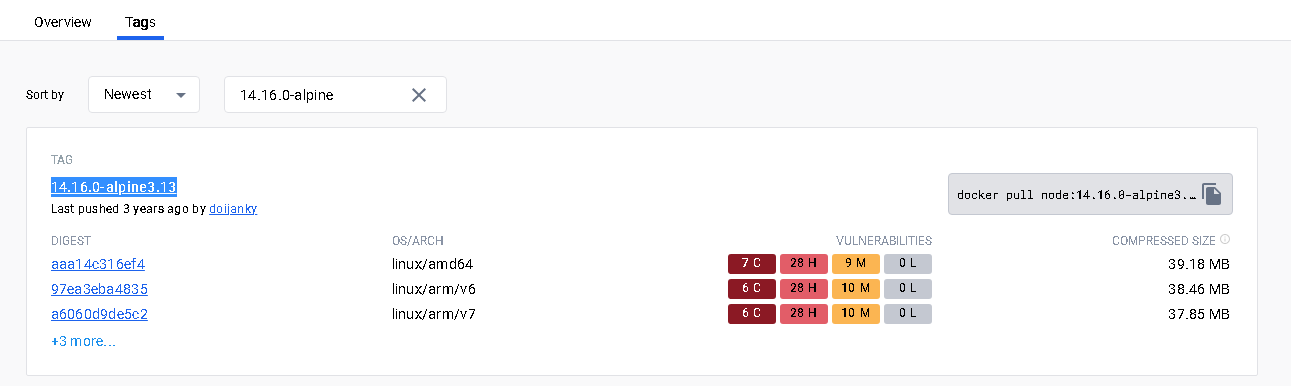 Overview Tags
Sort by Newest 14.16.0-alpine
TAG
14.16.0-alpine3.13
docker pull node:14.16.0-alpine3...
Last pushed 3 years ago by doijanky
DIGEST OS/ARCH VULNERABILITIES COMPRESSED SIZE
aaa14c316ef4 linux/amd64 7 C 28 H 9 M 0 L 39.18 MB
97ea3eba4835 linux/arm/v6 6 C 28 H 10 M 0 L 38.46 MB
a6060d9de5c2 linux/arm/v7 6 C 28 H 10 M 0 L 37.85 MB
+3 more...